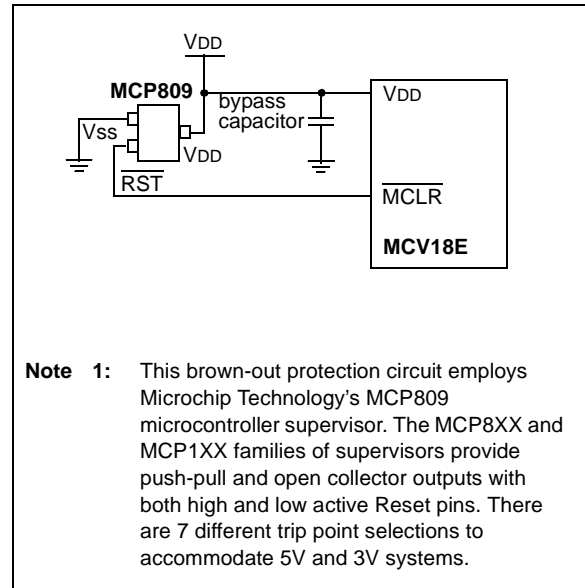 VDD
MCP809
bypass
capacitor
VDD
Vss
VDD
RST
MCLR
MCV18E
Note 1: This brown-out protection circuit employs
Microchip Technology's MCP809
microcontroller supervisor. The MCP8XX and
MCP1XX families of supervisors provide
push-pull and open collector outputs with
both high and low active Reset pins. There
are 7 different trip point selections to
accommodate 5V and 3V systems.